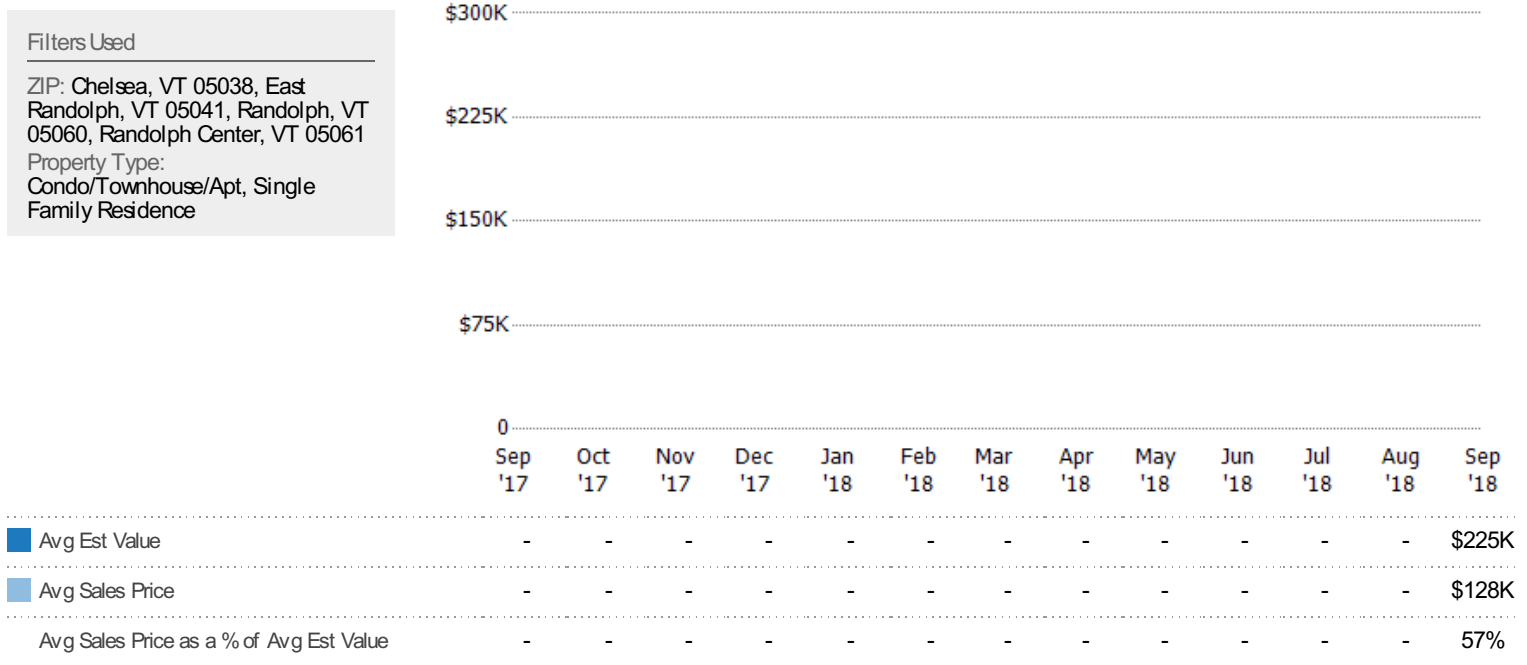 Filters Used
ZIP: Chelsea, VT 05038, East
Randolph, VT 05041, Randolph, VT
05060, Randolph Center, VT 05061
Property Type:
Condo/Townhouse/Apt, Single
Family Residence
$300K
$225K
$150K
$75K
0
Sep Oct Nov Dec Jan Feb Mar Apr May Jun Jul Aug Sep
'17 '17 '17 '17 '18 '18 '18 '18 '18 '18 '18 '18 '18
Avg Est Value - - - - - - - - - - - - $225K
Avg Sales Price - - - - - - - - - - - - $128K
Avg Sales Price as a % of Avg Est Value - - - - - - - - - - - - 57%